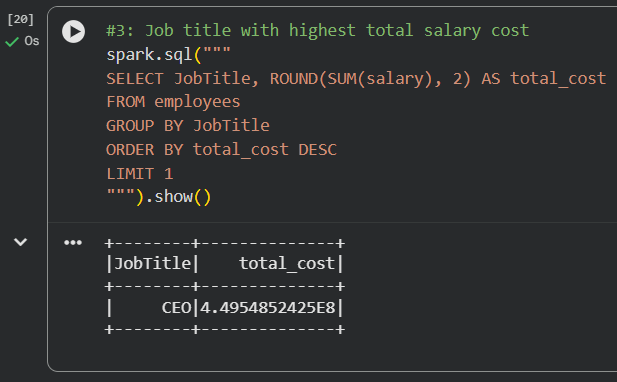 [20]
0s
#3: Job title with highest total salary cost
spark.sql("""
SELECT JobTitle, ROUND(SUM(salary), 2) AS total_cost
FROM employees
GROUP BY JobTitle
ORDER BY total_cost DESC
LIMIT 1
""").show()
+--------+--------------+
|JobTitle|    total_cost|
+--------+--------------+
|     CEO|4.4954852425E8|
+--------+--------------+